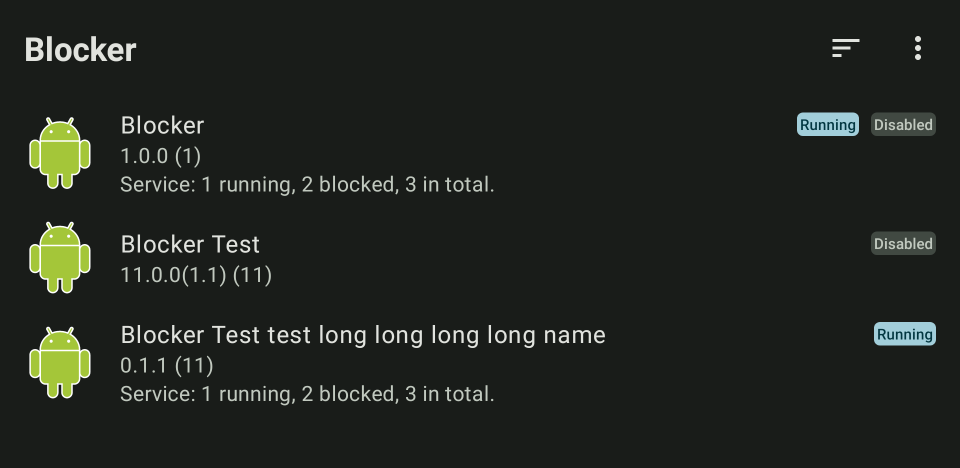 Blocker
Blocker Running Disabled
1.0.0 (1)
Service: 1 running, 2 blocked, 3 in total.
Blocker Test Disabled
11.0.0(1.1) (11)
Blocker Test test long long long long name Running
0.1.1 (11)
Service: 1 running, 2 blocked, 3 in total.